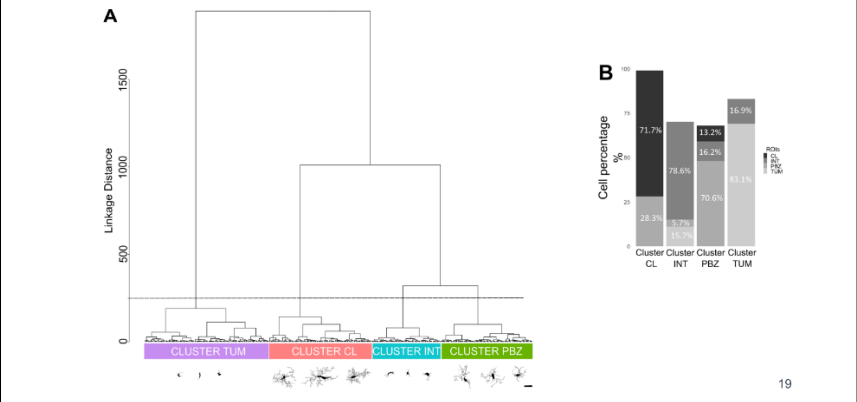 A
Linkage Distance
1500
1000
500
0
CLUSTER TUM
CLUSTER CL
CLUSTER INT
CLUSTER PBZ
B
Cell percentage
%
100
75
50
25
0
71.7%
28.3%
78.6%
5.7%
15.7%
13.2%
16.2%
70.6%
16.9%
83.1%
Cluster
CL
Cluster
INT
Cluster
PBZ
Cluster
TUM
ROIs
CL
INT
PBZ
TUM
19